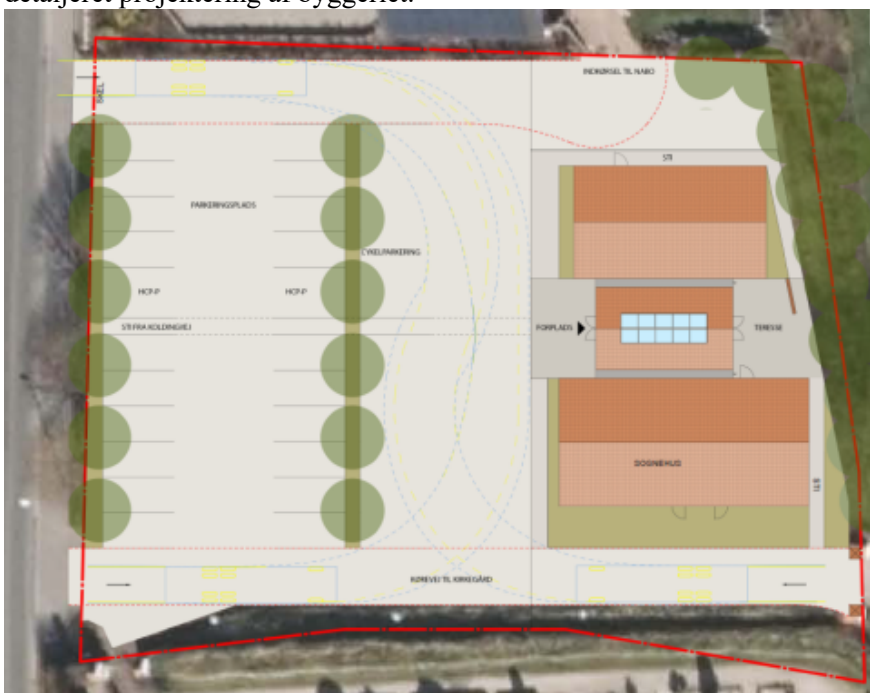 detaljeret projektering af byggeriet.
INDKØRSEL TIL NABO
SKEL
STI
PARKERINGSPLADS
CYKELPARKERING
HCP-P
HCP-P
STI FRA KOLDINGVEJ
FORPLADS
TERESSE
SOGNEHUS
STI
KØREVEJ TIL KIRKEGÅRD